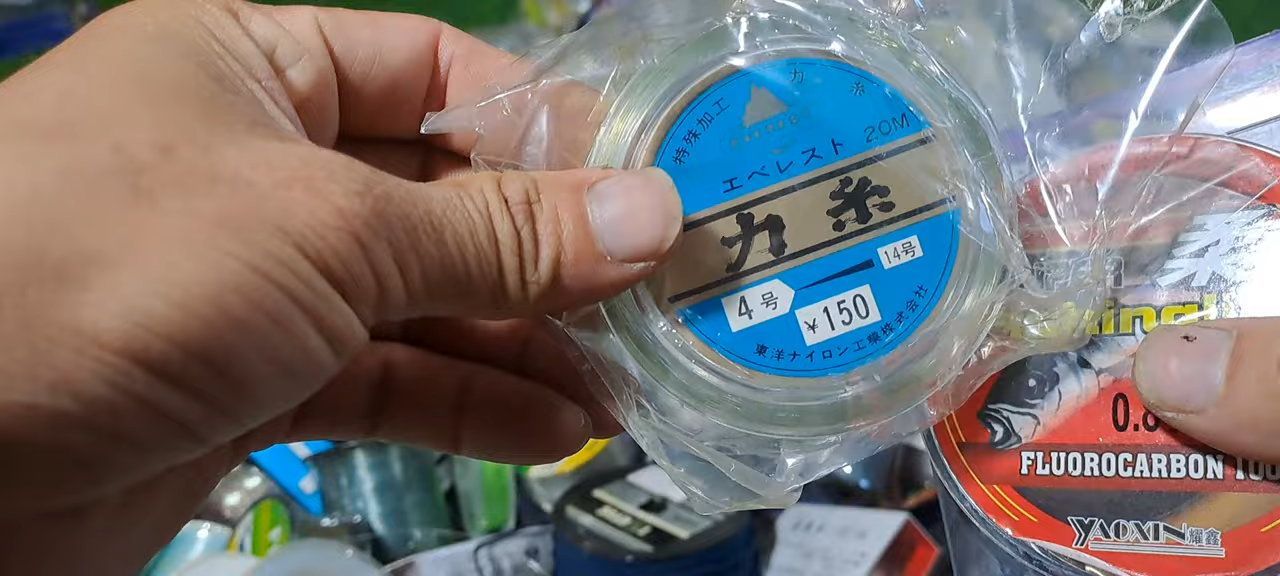 力 糸
特殊加工
エベレスト 20M
力 糸
14号
4号
¥150
東洋ナイロン工業株式会社
FLUOROCARBON
YAOXIN耀鑫